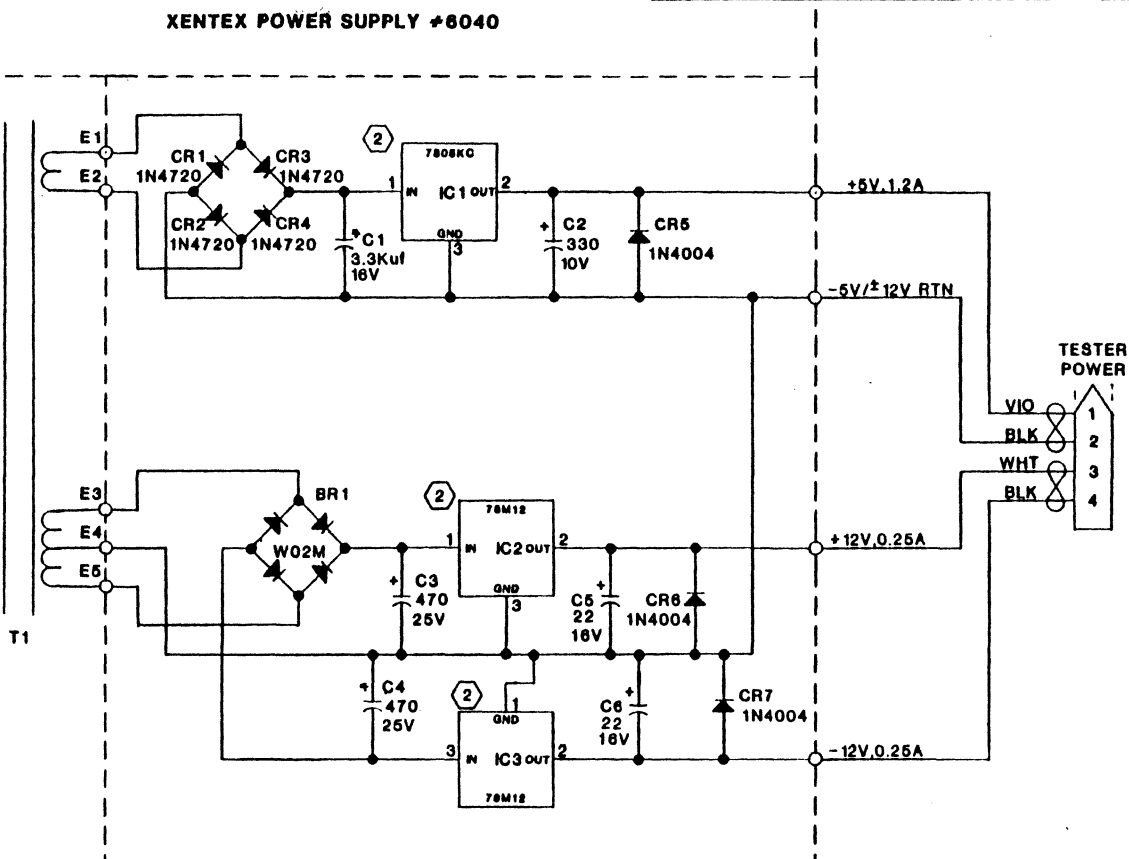 XENTEX POWER SUPPLY #6040
E1
E2
CR1
1N4720
CR3
1N4720
CR2
1N4720
CR4
1N4720
2
7805KC
1
IN
IC1
OUT
2
GND
3
+
C1
3.3Kuf
16V
+
C2
330
10V
CR5
1N4004
+5V,1.2A
-5V/±12V RTN
TESTER
POWER
VIO
1
BLK
2
WHT
3
BLK
4
E3
E4
E5
T1
BR1
W02M
2
78M12
1
IN
IC2
OUT
2
GND
3
+
C3
470
25V
+
C5
22
16V
CR6
1N4004
+12V,0.25A
+
C4
470
25V
2
1
GND
3
IN
IC3
OUT
2
+
C6
22
16V
CR7
1N4004
-12V,0.25A